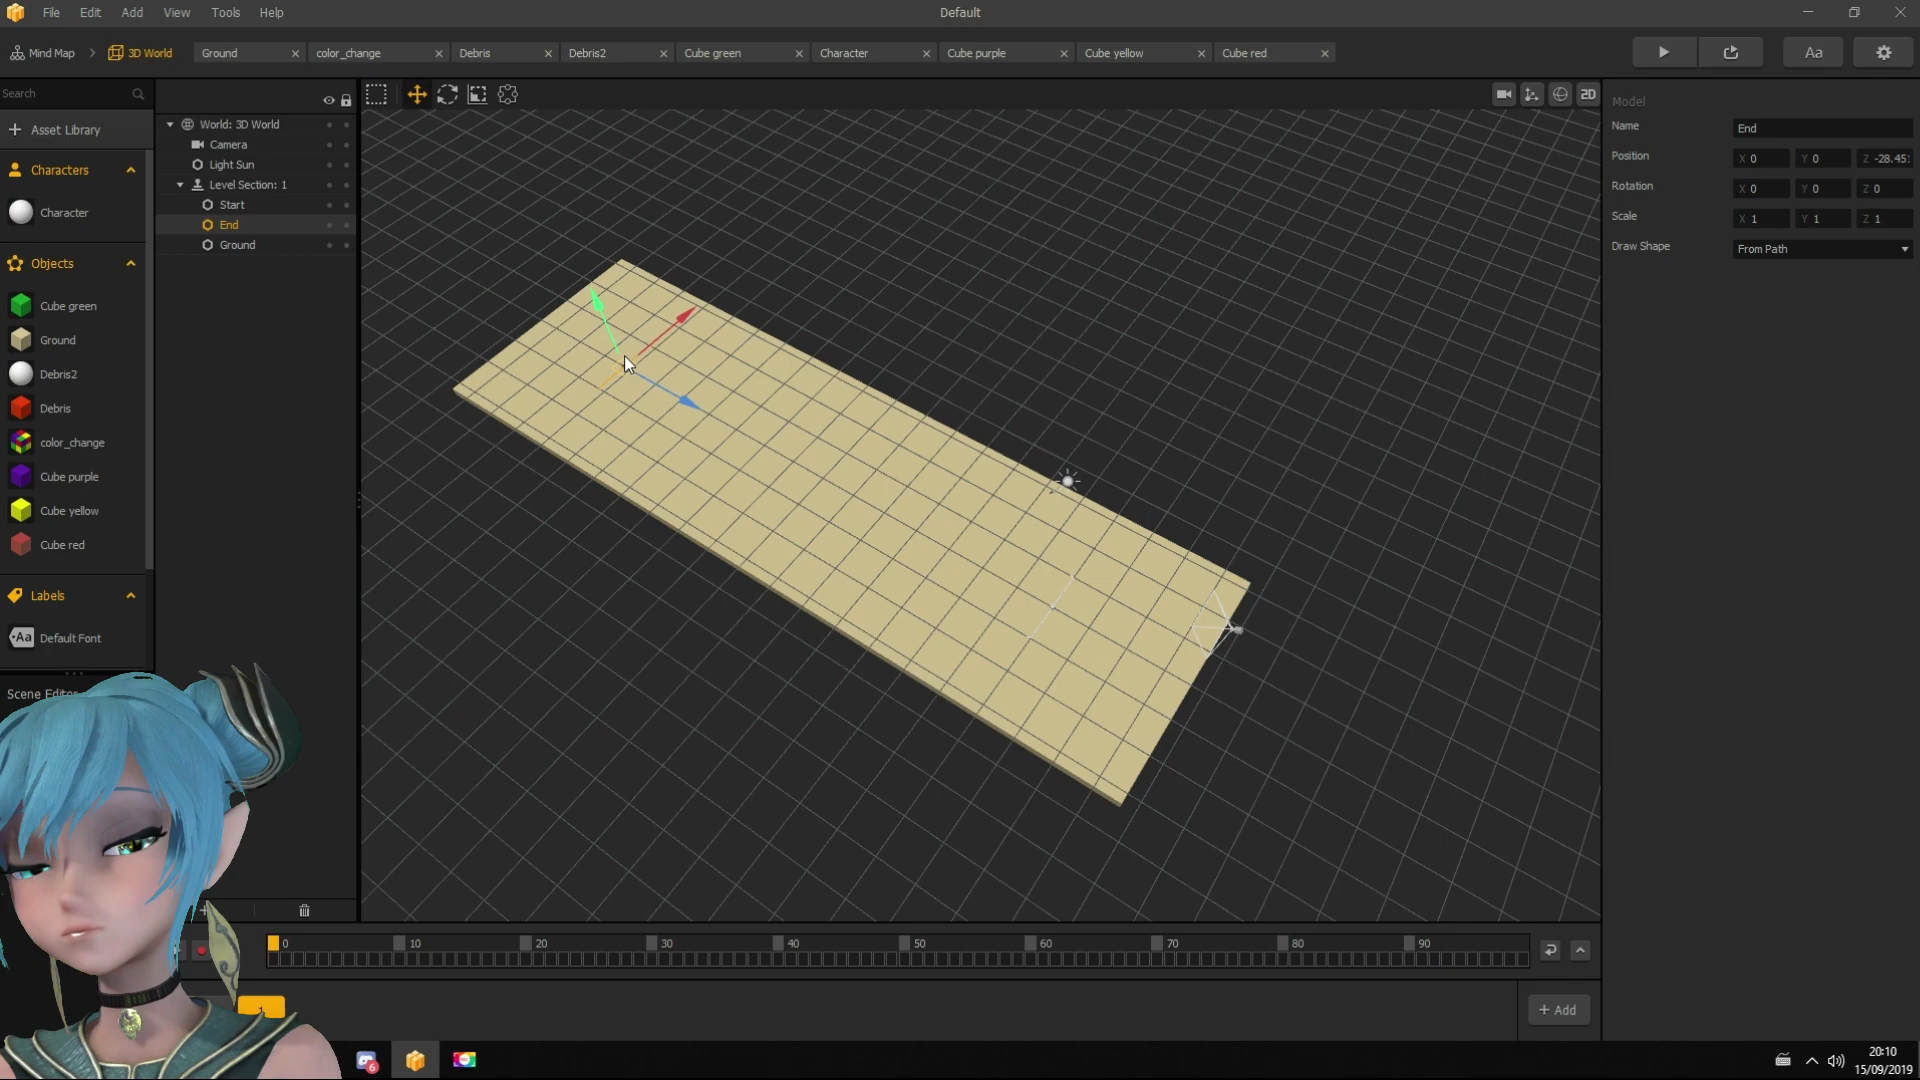 File Edit View Add Tools Help
Default
Mind Map 3D World Ground color_change Debris Debris2 Cube green Character Cube purple Cube yellow Cube red
Aa
Search
Asset Library
Characters
Character
Objects
Cube green
Ground
Debris2
Debris
color_change
Cube purple
Cube yellow
Cube red
Labels
Aa Default Font
Scene Editor
World: 3D World
Camera
Light Sun
Level Section: 1
Start
End
Ground
2D
Model
Name End
Position X 0 Y 0 Z -28.45
Rotation X 0 Y 0 Z 0
Scale X 1 Y 1 Z 1
Draw Shape From Path
0 10 20 30 40 50 60 70 80 90
+ Add
6
20:10
15/09/2019